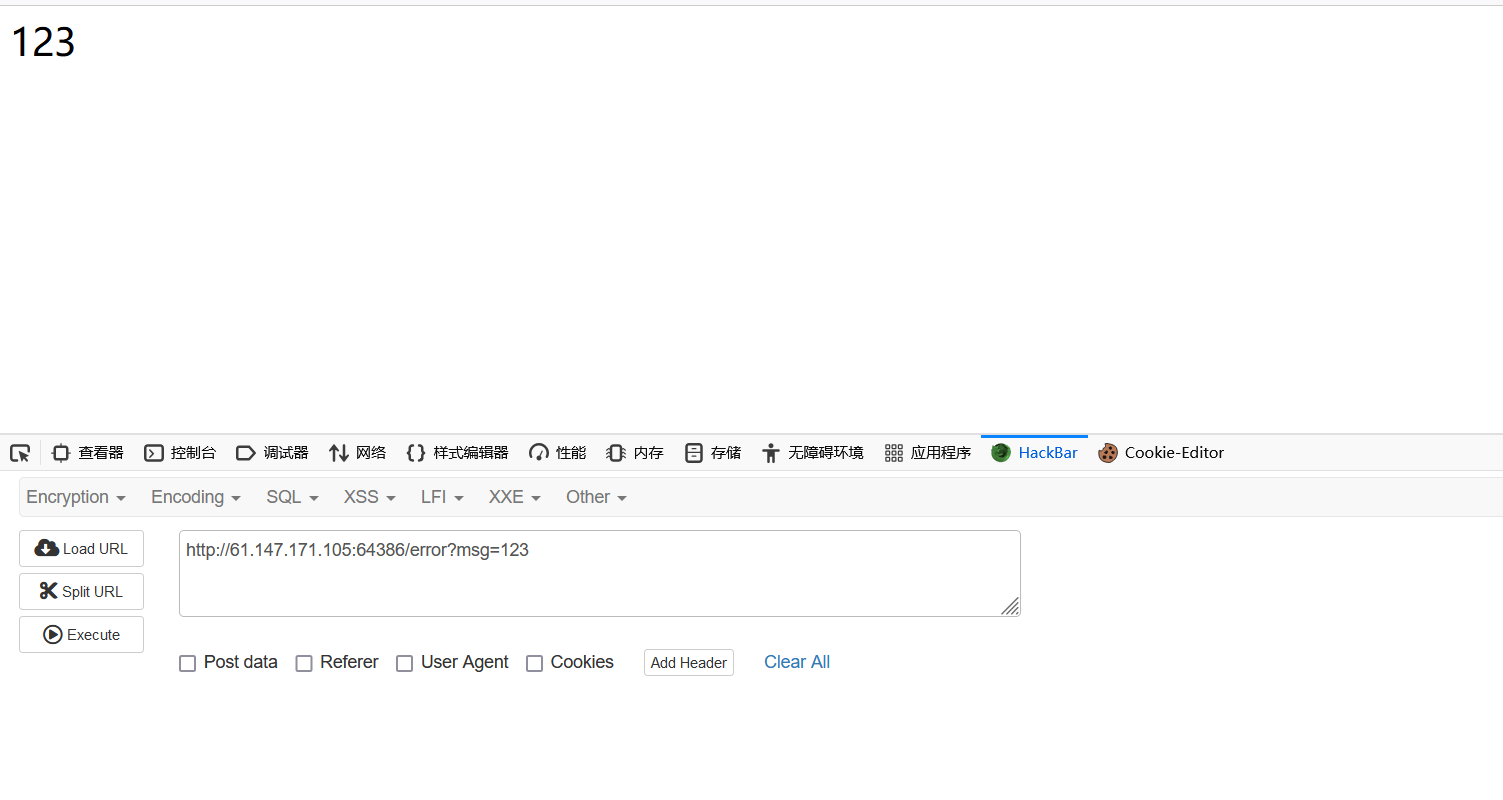 123
查看器 控制台 调试器 网络 样式编辑器 性能 内存 存储 无障碍环境 应用程序 HackBar Cookie-Editor
Encryption Encoding SQL XSS LFI XXE Other
Load URL
http://61.147.171.105:64386/error?msg=123
Split URL
Execute
Post data Referer User Agent Cookies Add Header Clear All